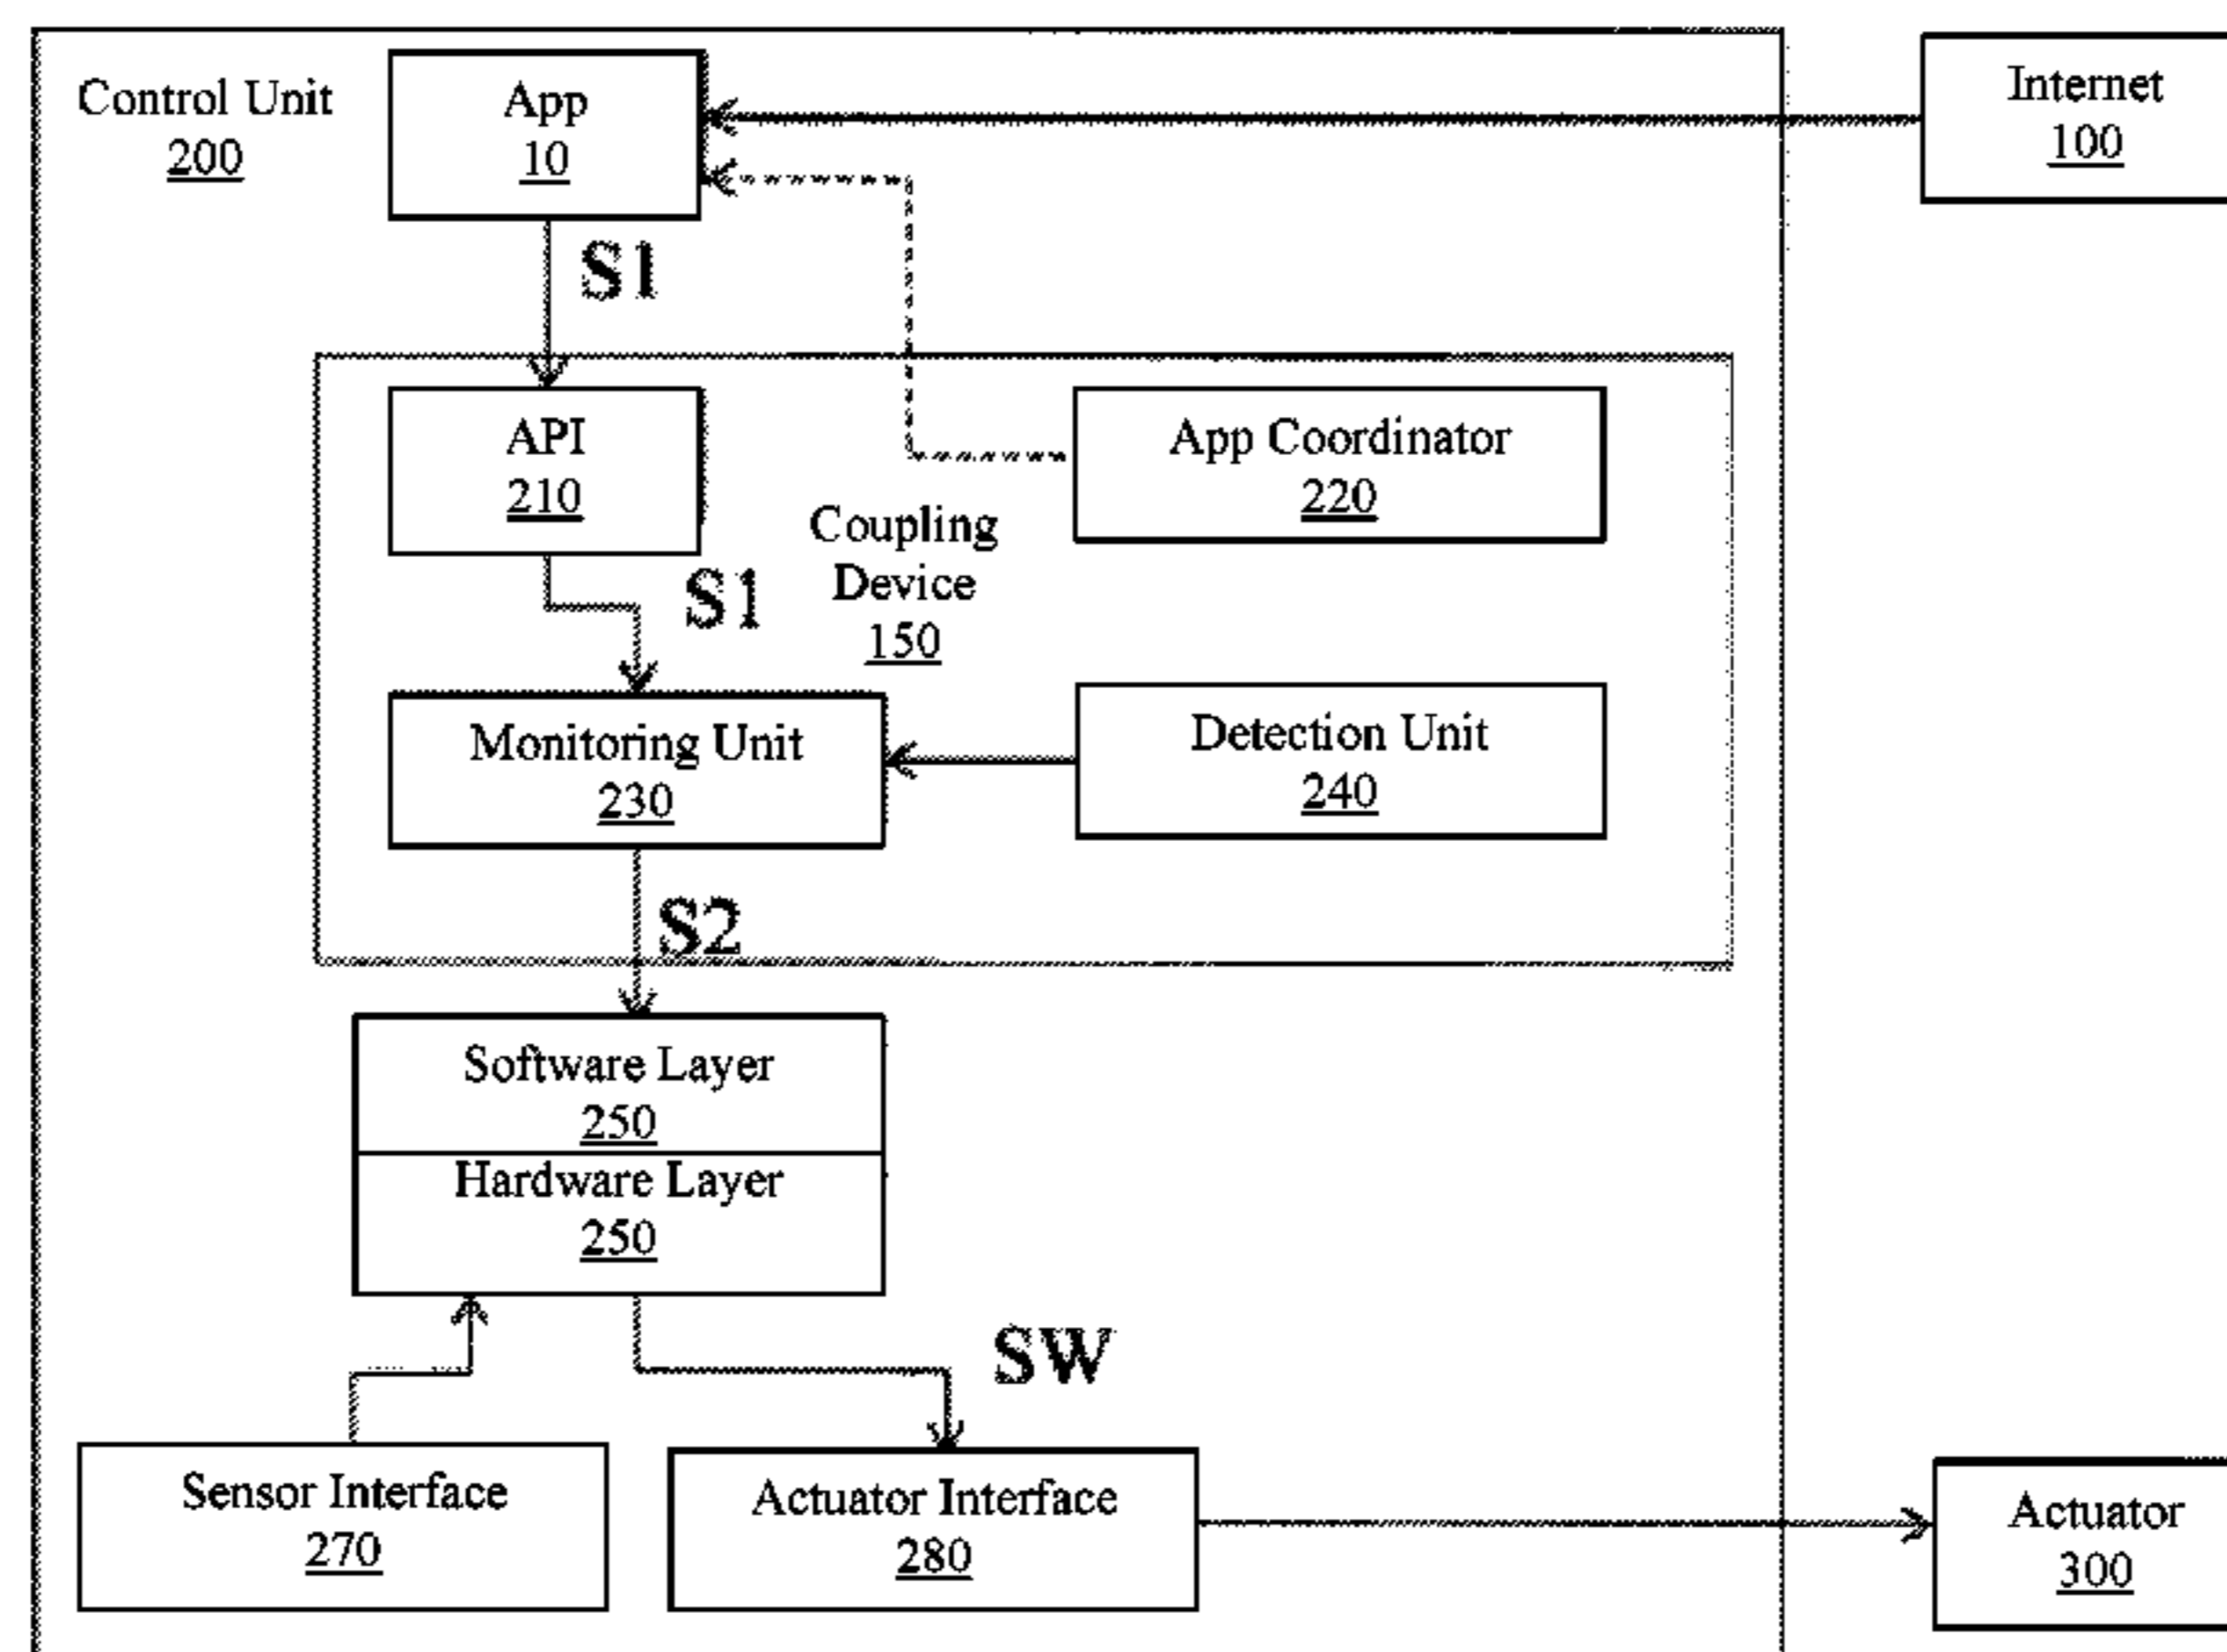 Control Unit
200
App
10
Internet
100
S1
API
210
App Coordinator
220
Coupling
Device
150
S1
Monitoring Unit
230
Detection Unit
240
S2
Software Layer
250
Hardware Layer
250
SW
Sensor Interface
270
Actuator Interface
280
Actuator
300